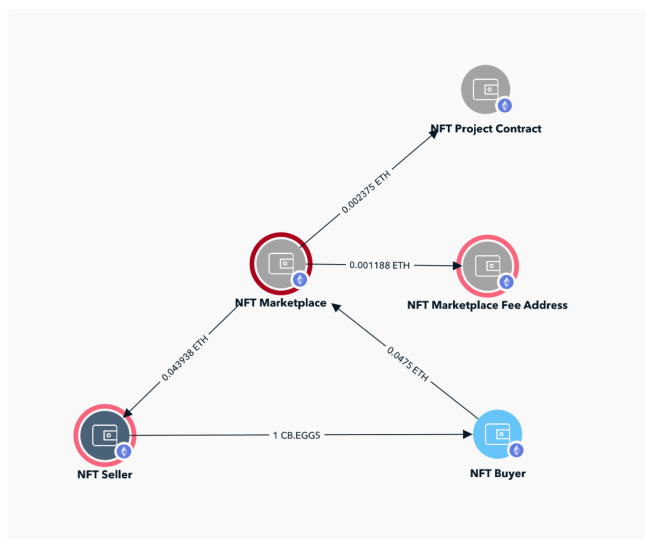 NFT Project Contract
0.002375 ETH
0.001188 ETH
NFT Marketplace
NFT Marketplace Fee Address
0.043938 ETH
0.0475 ETH
1 CB.EGGS
NFT Seller
NFT Buyer